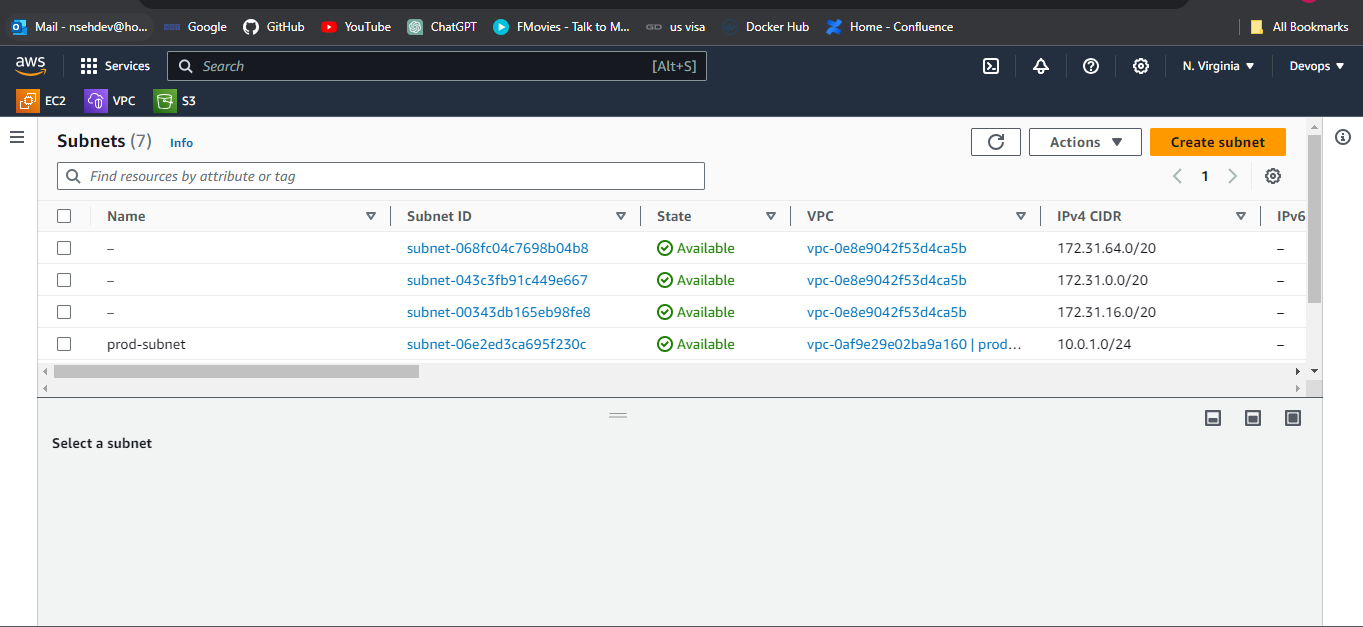 Mail - nsehdev@ho... Google GitHub YouTube ChatGPT FMovies - Talk to M... us visa Docker Hub Home - Confluence All Bookmarks
aws Services Search [Alt+S] N. Virginia Devops
EC2 VPC S3
Subnets (7) Info Actions Create subnet
Find resources by attribute or tag 1
Name Subnet ID State VPC IPv4 CIDR IPv6
– subnet-068fc04c7698b04b8 Available vpc-0e8e9042f53d4ca5b 172.31.64.0/20 –
– subnet-043c3fb91c449e667 Available vpc-0e8e9042f53d4ca5b 172.31.0.0/20 –
– subnet-00343db165eb98fe8 Available vpc-0e8e9042f53d4ca5b 172.31.16.0/20 –
prod-subnet subnet-06e2ed3ca695f230c Available vpc-0af9e29e02ba9a160 | prod... 10.0.1.0/24 –
Select a subnet